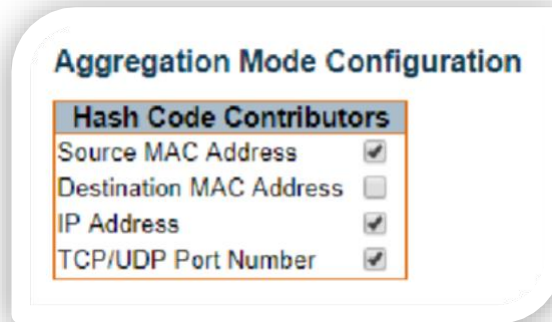 Aggregation Mode Configuration
Hash Code Contributors
Source MAC Address
Destination MAC Address
IP Address
TCP/UDP Port Number